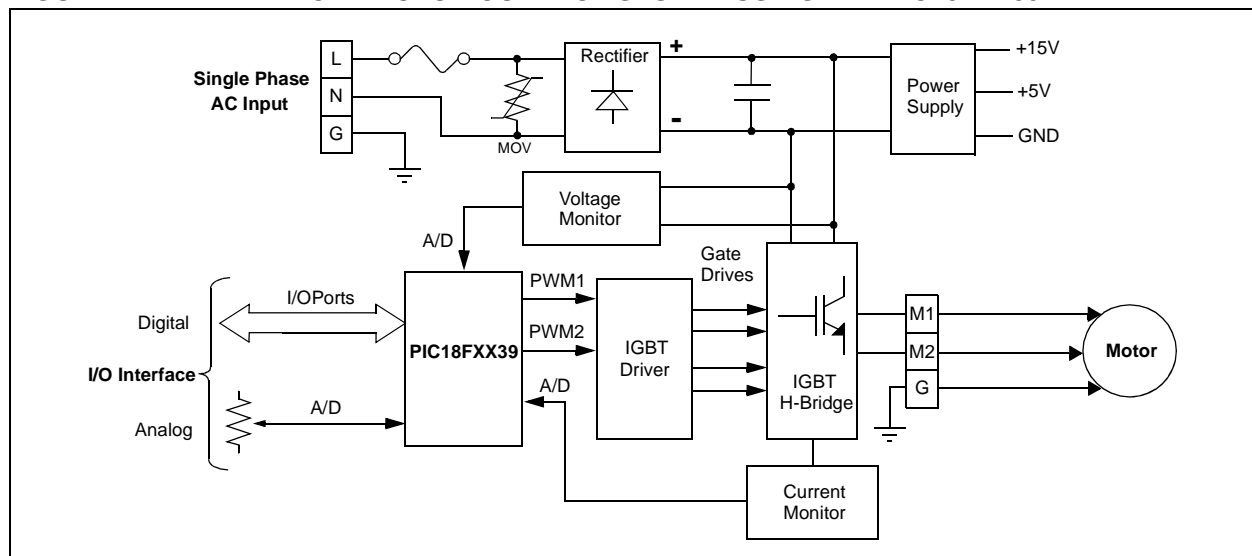 L
N
G
Single Phase
AC Input
MOV
Rectifier
+
-
Power
Supply
+15V
+5V
GND
Voltage
Monitor
A/D
Gate
Drives
I/OPorts
Digital
I/O Interface
Analog
A/D
PIC18FXX39
PWM1
PWM2
A/D
IGBT
Driver
IGBT
H-Bridge
M1
M2
G
Motor
Current
Monitor